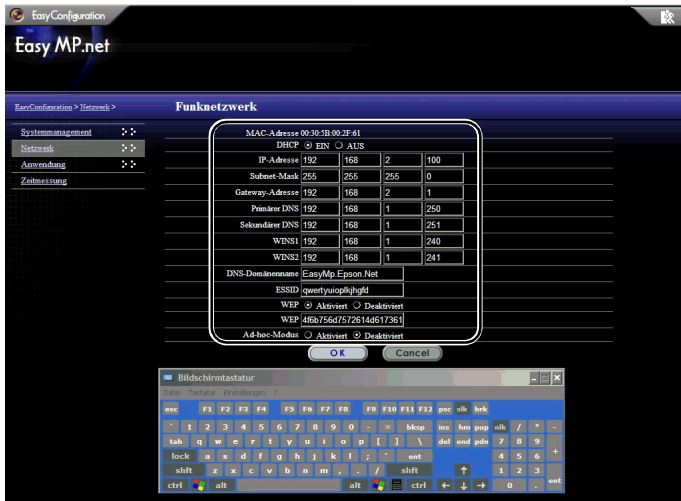 EasyConfiguration
Easy MP.net
EasyConfiguration > Netzwerk >
Funknetzwerk
Systemmanagement
Netzwerk
Anwendung
Zeitmessung
MAC-Adresse 00:30:5B:00:2F:61
DHCP EIN AUS
IP-Adresse 192 168 2 100
Subnet-Mask 255 255 255 0
Gateway-Adresse 192 168 2 1
Primärer DNS 192 168 1 250
Sekundärer DNS 192 168 1 251
WINS1 192 168 1 240
WINS2 192 168 1 241
DNS-Domänenname EasyMp.Epson.Net
ESSID qwertyuioplkjhgfd
WEP Aktiviert Deaktiviert
WEP 4f6b756d7572614d617361
Ad-hoc-Modus Aktiviert Deaktiviert
OK Cancel
Bildschirmtastatur
Datei Tastatur Einstellungen ?
esc F1 F2 F3 F4 F5 F6 F7 F8 F9 F10 F11 F12 psc slk brk
` 1 2 3 4 5 6 7 8 9 0 - = bksp ins hm pup nlk / * -
tab q w e r t y u i o p [ ] \ del end pdn 7 8 9
lock a s d f g h j k l ; ' ent 4 5 6 +
shft z x c v b n m , . / shft ↑ 1 2 3
ctrl alt alt ctrl ← ↓ → 0 . ent